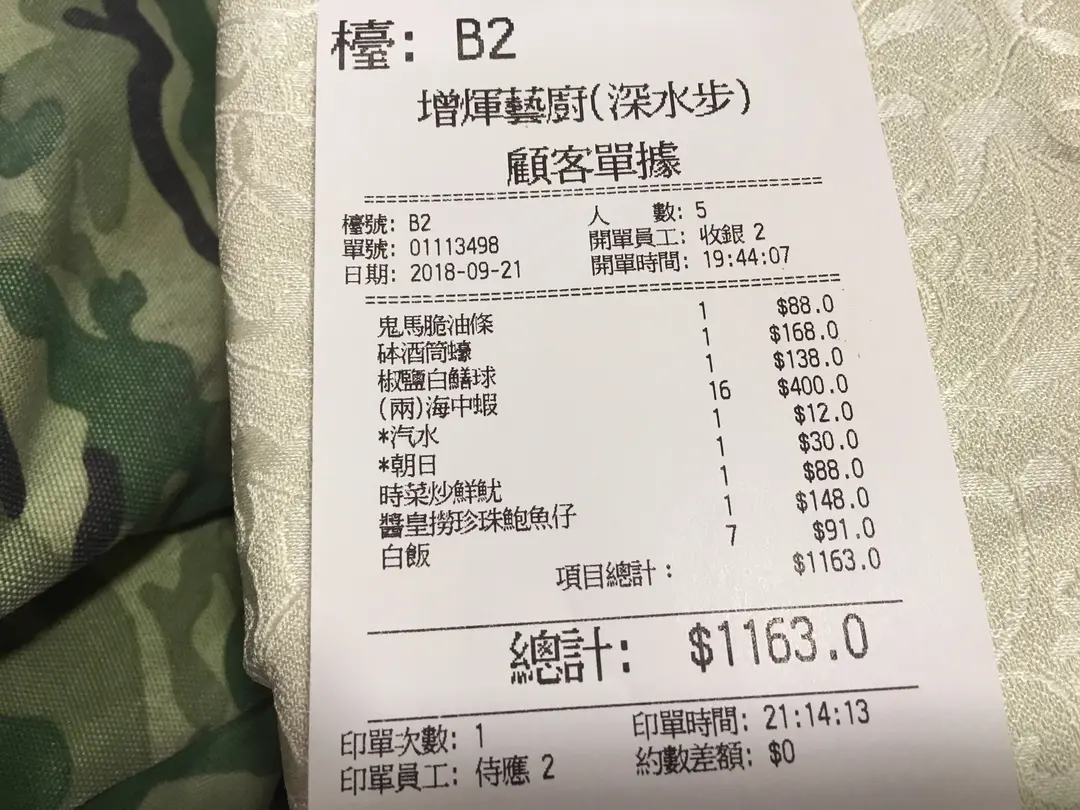 檯: B2
增煇藝廚(深水步)
顧客單據
檯號: B2 人 數: 5
單號: 01113498 開單員工: 收銀 2
日期: 2018-09-21 開單時間: 19:44:07
鬼馬脆油條 1 $88.0
砵酒筒蠔 1 $168.0
椒鹽白鱔球 1 $138.0
(兩)海中蝦 16 $400.0
*汽水 1 $12.0
*朝日 1 $30.0
時菜炒鮮魷 1 $88.0
醬皇撈珍珠鮑魚仔 1 $148.0
白飯 7 $91.0
項目總計: $1163.0
總計: $1163.0
印單次數: 1 印單時間: 21:14:13
印單員工: 侍應 2 約數差額: $0